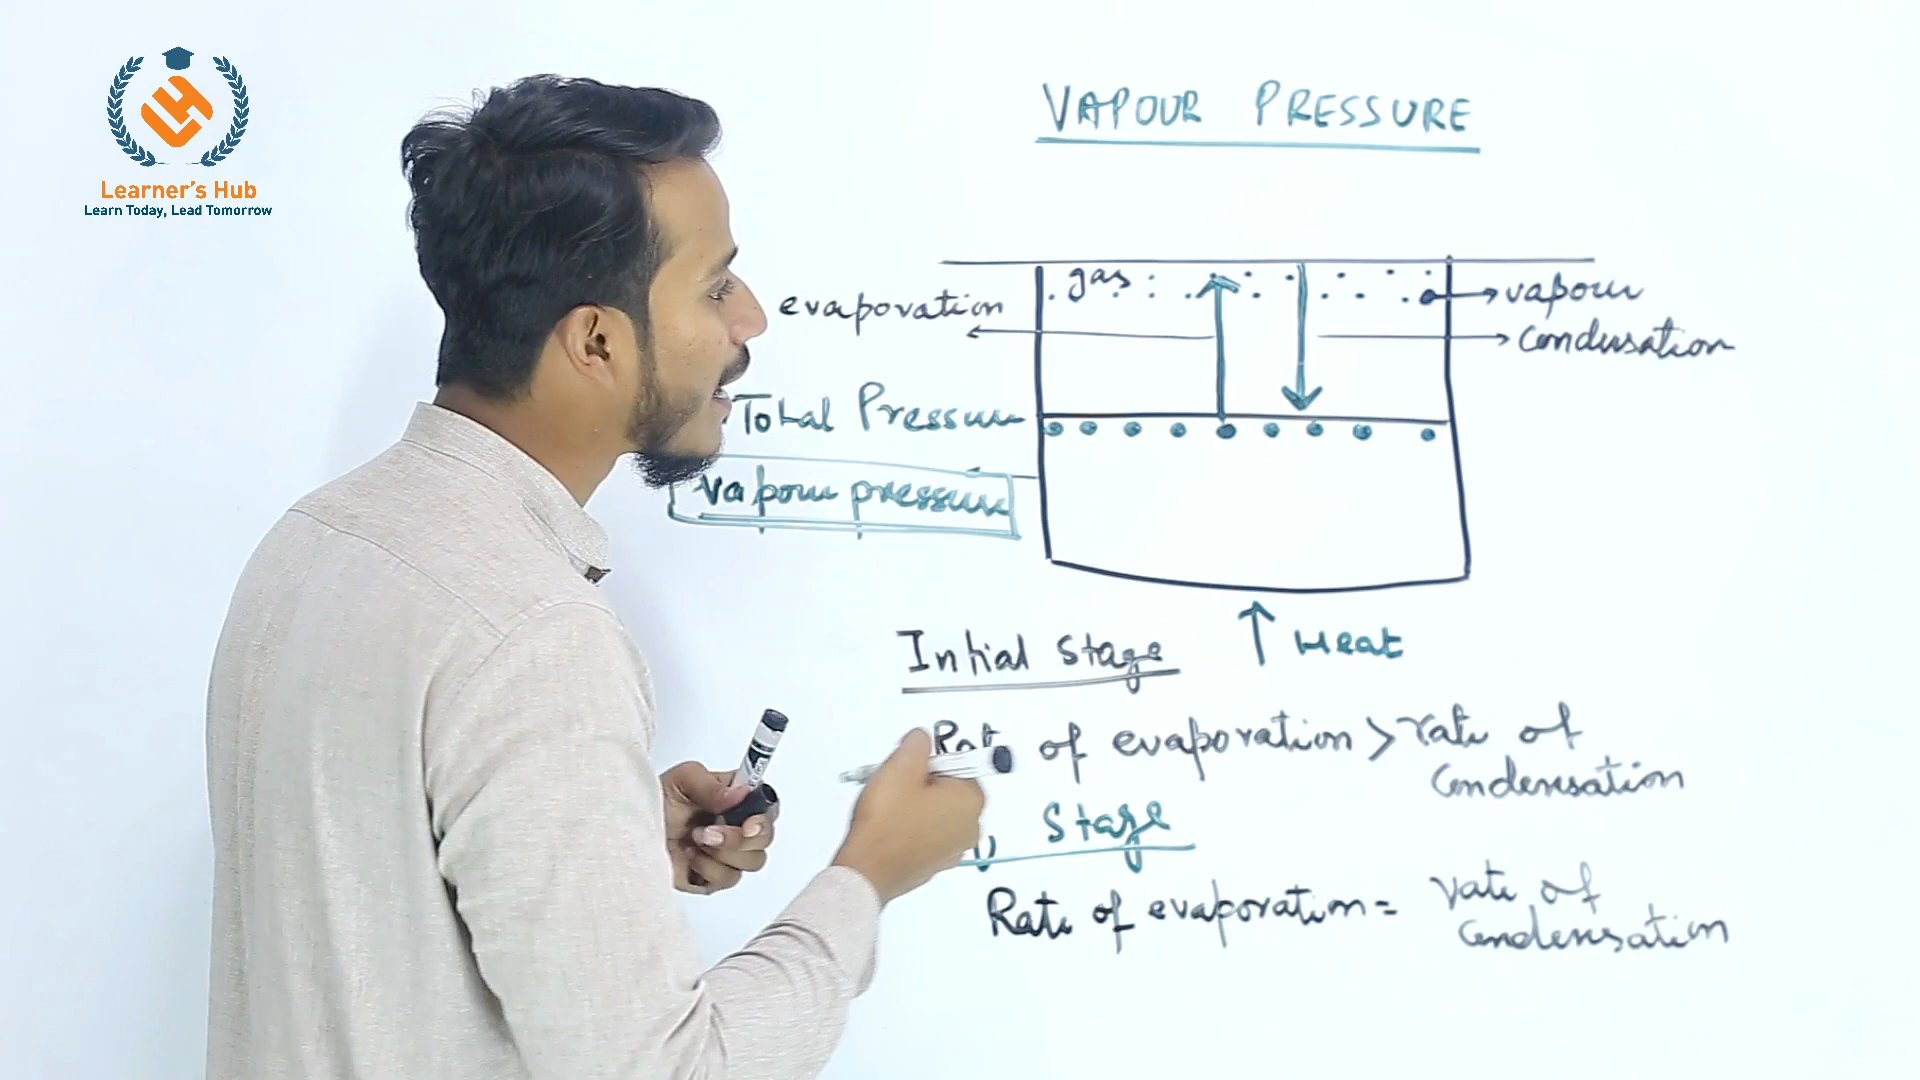 Learner's Hub
Learn Today, Lead Tomorrow
VAPOUR PRESSURE
gas
evaporation
vapour
condensation
Total Pressure
Vapour pressure
Heat
Initial Stage
Rate of evaporation > rate of
condensation
Stage
Rate of evaporation = rate of
condensation